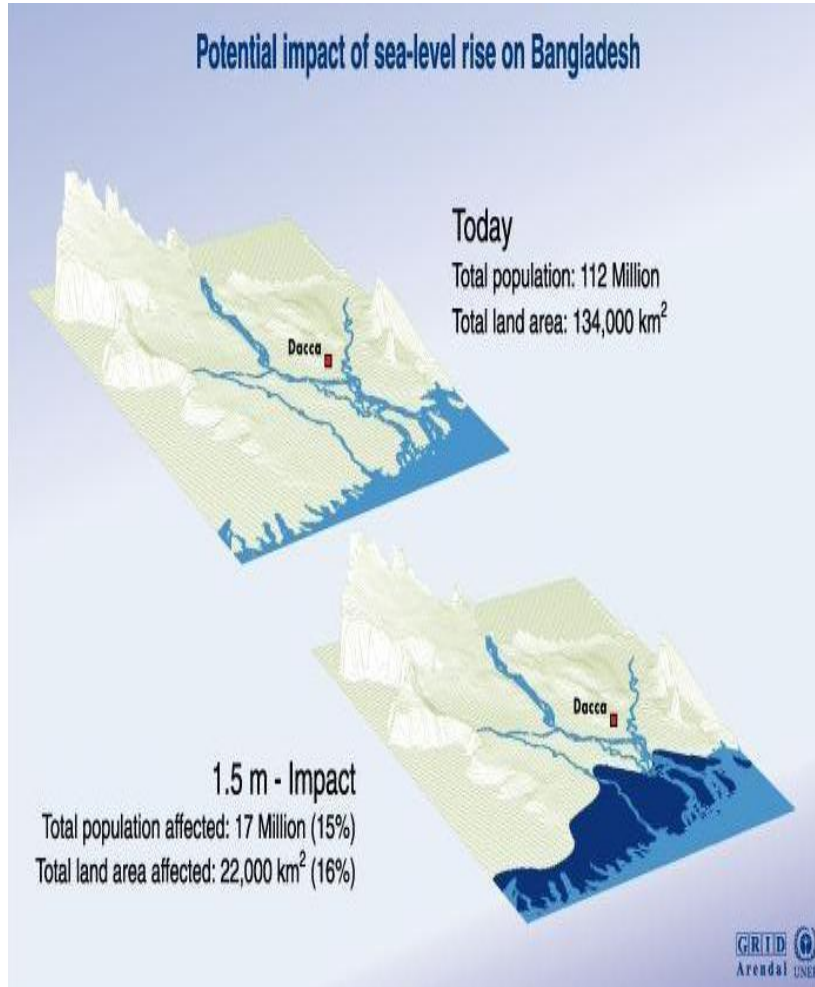 Potential impact of sea-level rise on Bangladesh
Today
Total population: 112 Million
Total land area: 134,000 km²
Dacca
Dacca
1.5 m - Impact
Total population affected: 17 Million (15%)
Total land area affected: 22,000 km² (16%)
GRID
Arendal UNEP